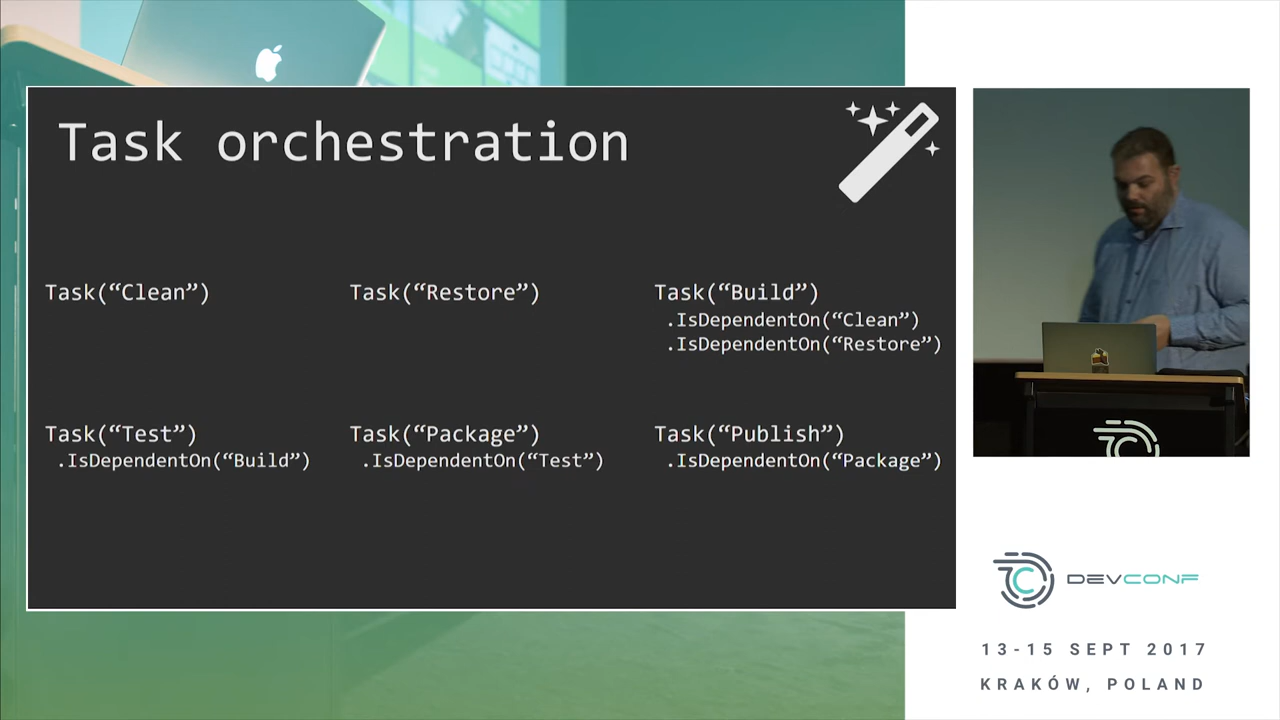 Task orchestration
Task(“Clean”)
Task(“Restore”)
Task(“Build”)
.IsDependentOn(“Clean”)
.IsDependentOn(“Restore”)
Task(“Test”)
.IsDependentOn(“Build”)
Task(“Package”)
.IsDependentOn(“Test”)
Task(“Publish”)
.IsDependentOn(“Package”)
DEVCONF
13-15 SEPT 2017
KRAKÓW, POLAND